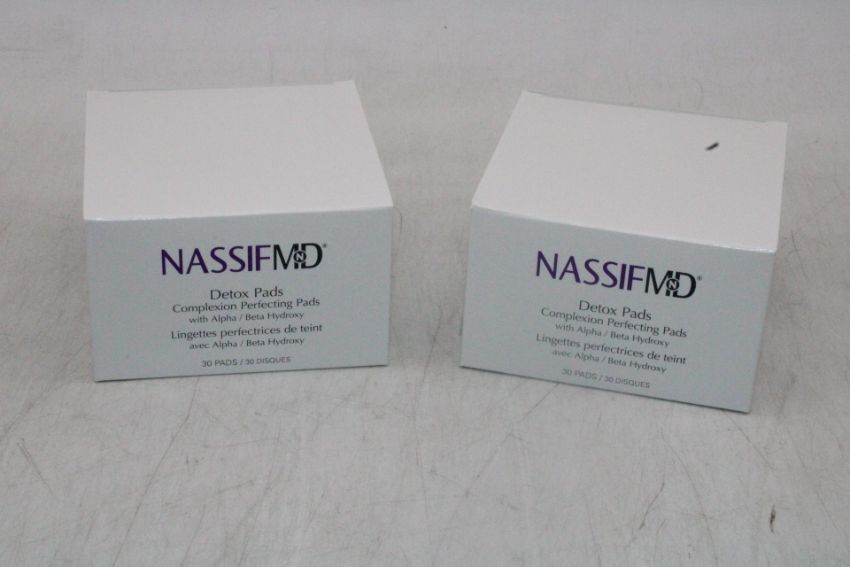 NASSIFMD®
Detox Pads
Complexion Perfecting Pads
with Alpha / Beta Hydroxy
Lingettes perfectrices de teint
avec Alpha / Beta Hydroxy
30 PADS / 30 DISQUES
NASSIFMD®
Detox Pads
Complexion Perfecting Pads
with Alpha / Beta Hydroxy
Lingettes perfectrices de teint
avec Alpha / Beta Hydroxy
30 PADS / 30 DISQUES